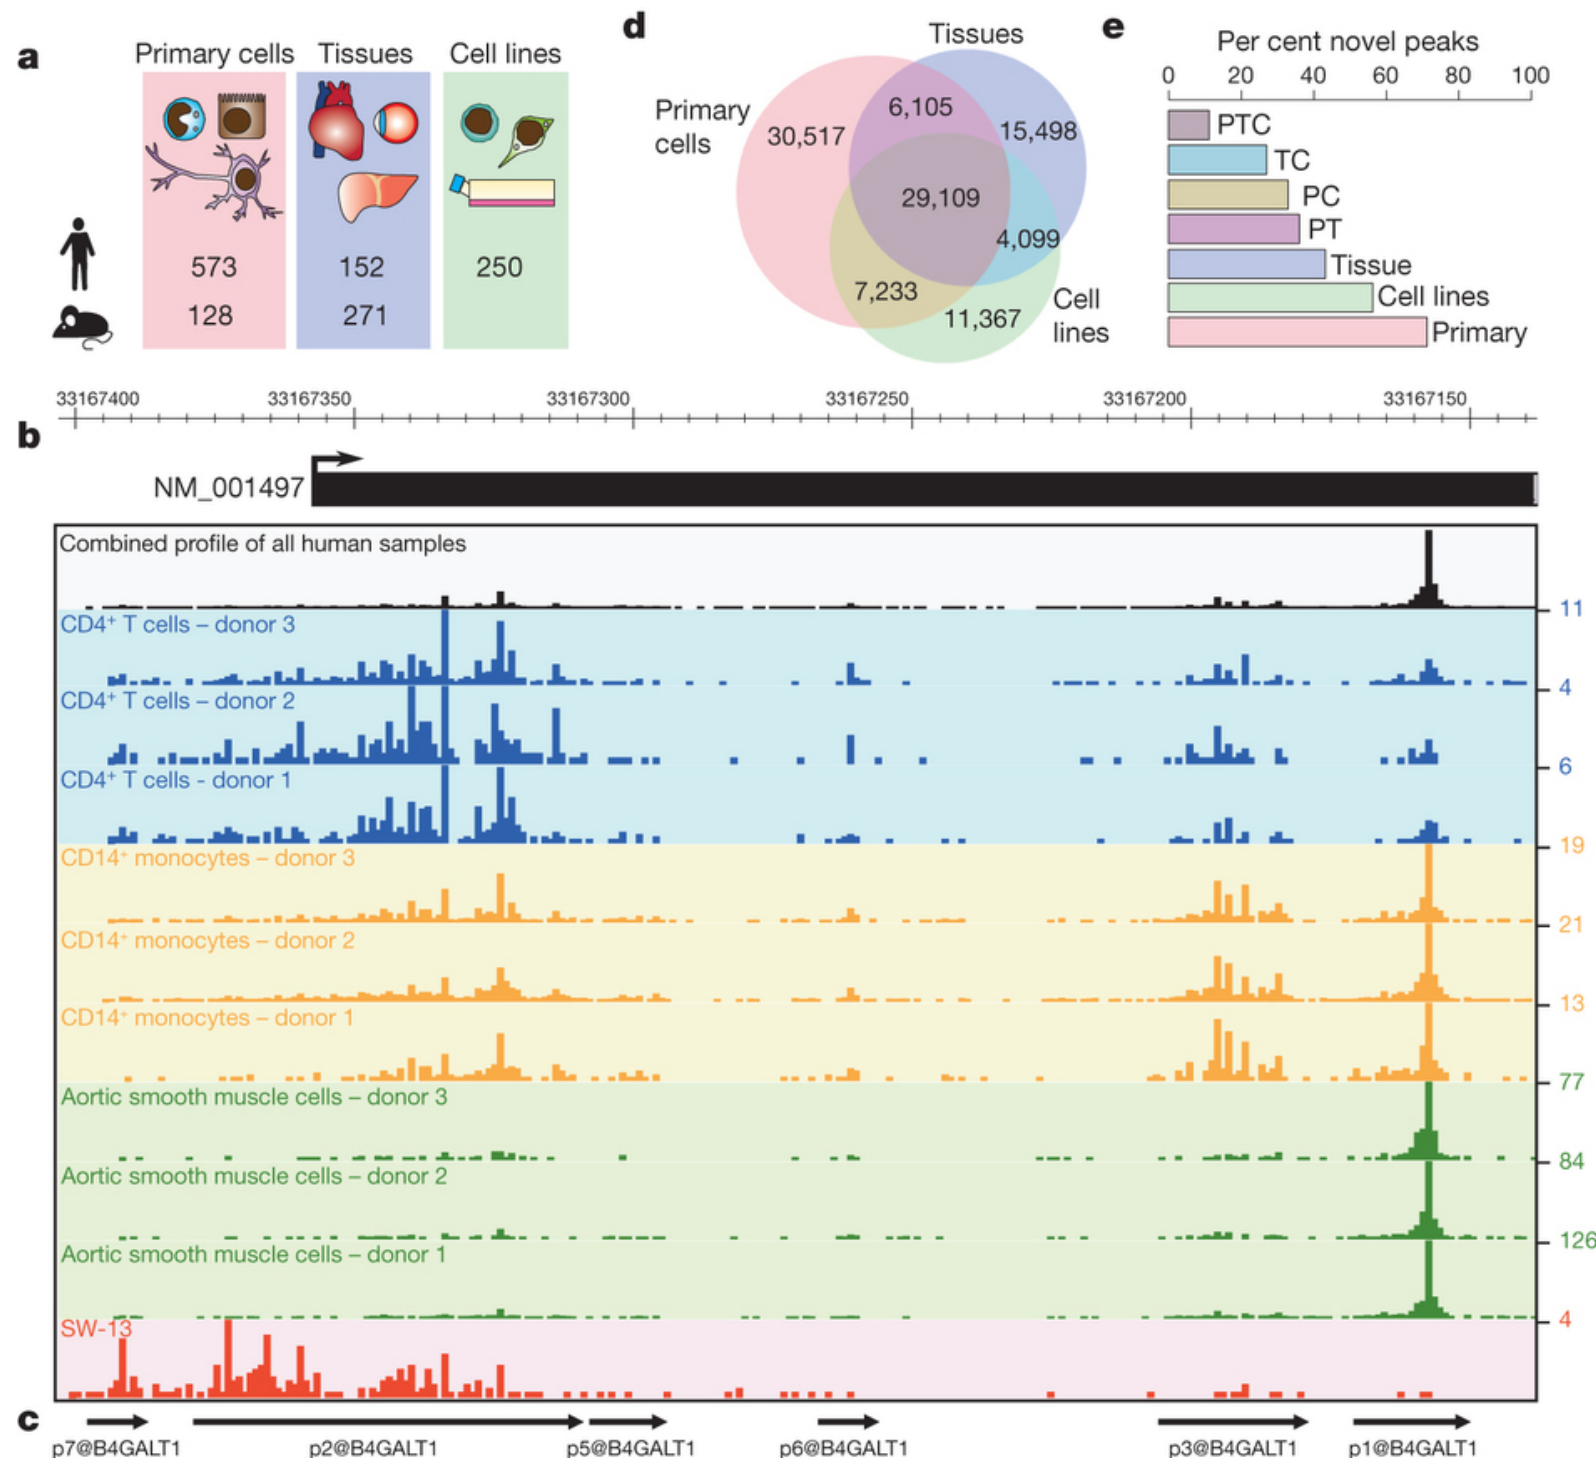 a
Primary cells
Tissues
Cell lines
573
152
250
128
271
d
Tissues
Primary
cells
6,105
15,498
30,517
29,109
4,099
7,233
11,367
Cell
lines
e
Per cent novel peaks
0 20 40 60 80 100
PTC
TC
PC
PT
Tissue
Cell lines
Primary
33167400 33167350 33167300 33167250 33167200 33167150
b
NM_001497
Combined profile of all human samples
11
CD4+ T cells – donor 3
4
CD4+ T cells – donor 2
6
CD4+ T cells - donor 1
19
CD14+ monocytes – donor 3
21
CD14+ monocytes – donor 2
13
CD14+ monocytes – donor 1
77
Aortic smooth muscle cells – donor 3
84
Aortic smooth muscle cells – donor 2
126
Aortic smooth muscle cells – donor 1
4
SW-13
c
p7@B4GALT1 p2@B4GALT1 p5@B4GALT1 p6@B4GALT1 p3@B4GALT1 p1@B4GALT1